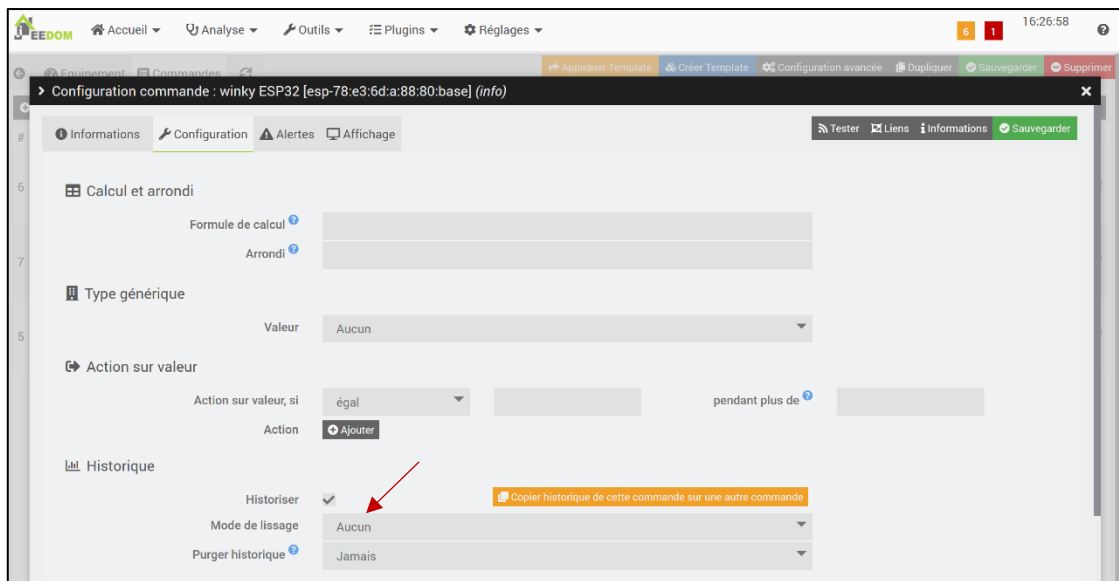 JEEDOM Accueil Analyse Outils Plugins Réglages 6 1 16:26:58
Equipement Commandes Appliquer Template Créer Template Configuration avancée Dupliquer Sauvegarder Supprimer
Configuration commande : winky ESP32 [esp-78:e3:6d:a:88:80:base] (info)
# Informations Configuration Alertes Affichage Tester Liens Informations Sauvegarder
6 Calcul et arrondi
Formule de calcul
Arrondi
7
Type générique
Valeur Aucun
5
Action sur valeur
Action sur valeur, si égal pendant plus de
Action Ajouter
Historique
Historiser Copier historique de cette commande sur une autre commande
Mode de lissage Aucun
Purger historique Jamais